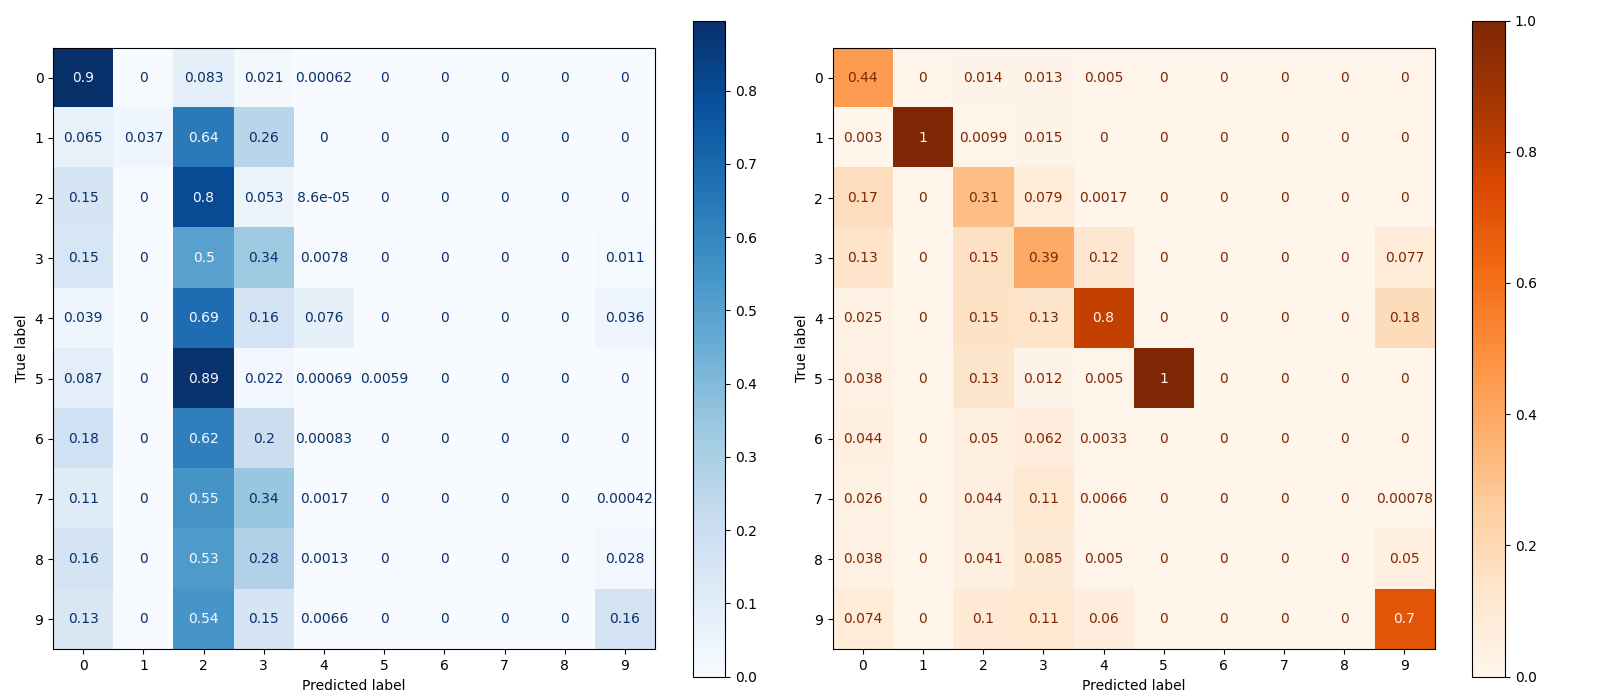 0 0.9 0 0.083 0.021 0.00062 0 0 0 0 0
1 0.065 0.037 0.64 0.26 0 0 0 0 0 0
2 0.15 0 0.8 0.053 8.6e-05 0 0 0 0 0
3 0.15 0 0.5 0.34 0.0078 0 0 0 0 0.011
4 0.039 0 0.69 0.16 0.076 0 0 0 0 0.036
5 0.087 0 0.89 0.022 0.00069 0.0059 0 0 0 0
6 0.18 0 0.62 0.2 0.00083 0 0 0 0 0
7 0.11 0 0.55 0.34 0.0017 0 0 0 0 0.00042
8 0.16 0 0.53 0.28 0.0013 0 0 0 0 0.028
9 0.13 0 0.54 0.15 0.0066 0 0 0 0 0.16
0 1 2 3 4 5 6 7 8 9
True label
Predicted label
0.8
0.7
0.6
0.5
0.4
0.3
0.2
0.1
0.0
0 0.44 0 0.014 0.013 0.005 0 0 0 0 0
1 0.003 1 0.0099 0.015 0 0 0 0 0 0
2 0.17 0 0.31 0.079 0.0017 0 0 0 0 0
3 0.13 0 0.15 0.39 0.12 0 0 0 0 0.077
4 0.025 0 0.15 0.13 0.8 0 0 0 0 0.18
5 0.038 0 0.13 0.012 0.005 1 0 0 0 0
6 0.044 0 0.05 0.062 0.0033 0 0 0 0 0
7 0.026 0 0.044 0.11 0.0066 0 0 0 0 0.00078
8 0.038 0 0.041 0.085 0.005 0 0 0 0 0.05
9 0.074 0 0.1 0.11 0.06 0 0 0 0 0.7
0 1 2 3 4 5 6 7 8 9
True label
Predicted label
1.0
0.8
0.6
0.4
0.2
0.0